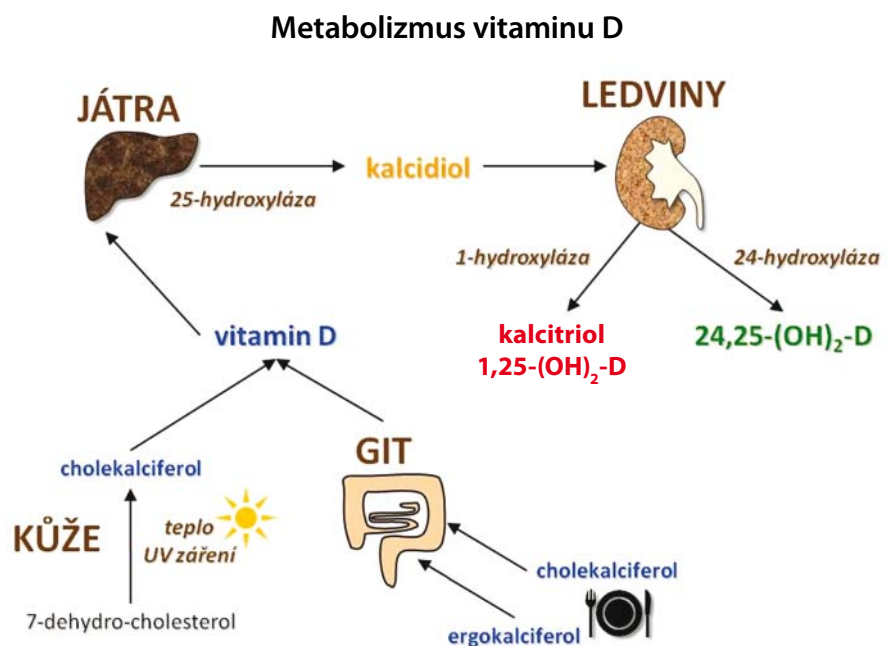 Metabolizmus vitaminu D
JÁTRA
LEDVINY
25-hydroxyláza
kalcidiol
1-hydroxyláza
24-hydroxyláza
vitamin D
kalcitriol
1,25-(OH)₂-D
24,25-(OH)₂-D
GIT
cholekalciferol
KŮŽE
teplo
UV záření
7-dehydro-cholesterol
cholekalciferol
ergokalciferol